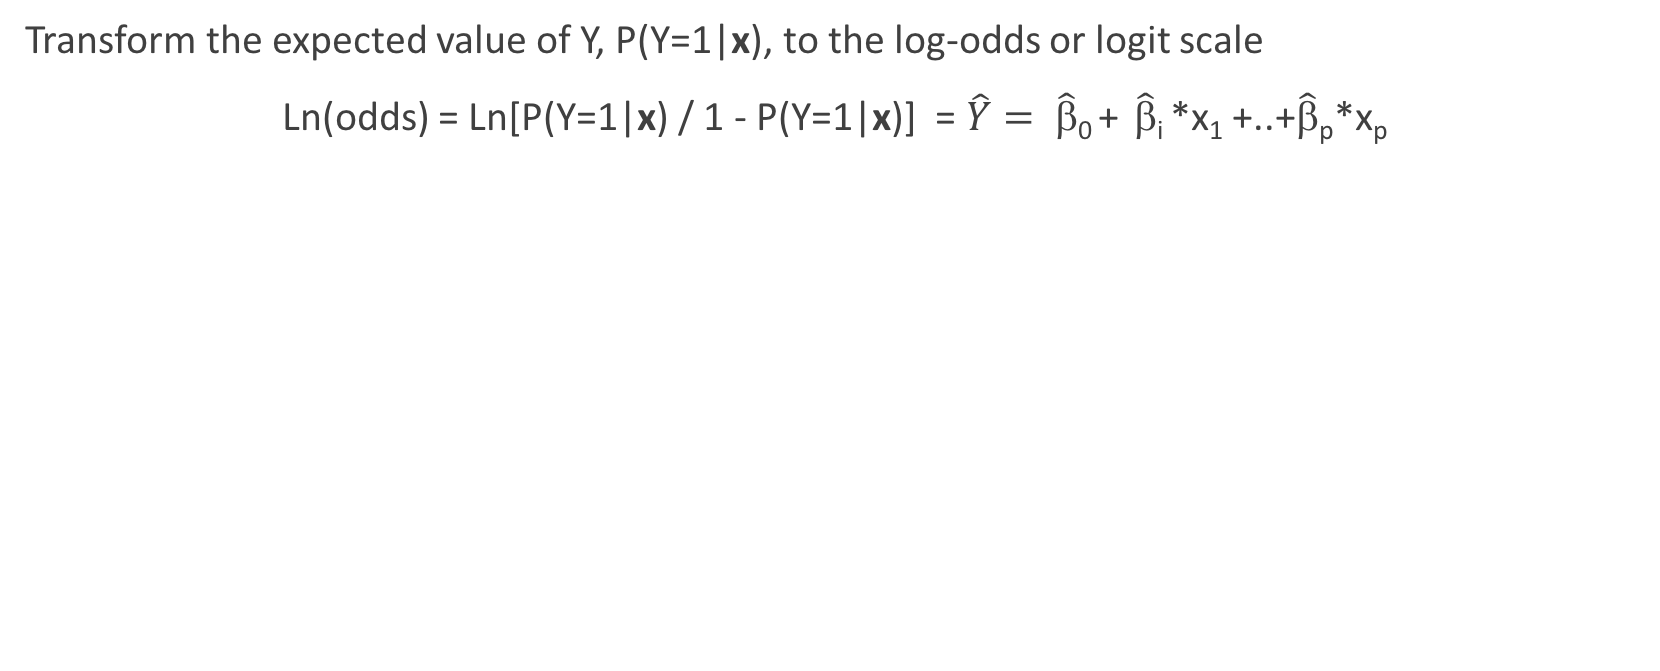 Transform the expected value of Y, P(Y=1|x), to the log-odds or logit scale
Ln(odds) = Ln[P(Y=1|x) / 1 - P(Y=1|x)] = Ŷ = β̂₀ + β̂ᵢ *x₁ +..+β̂ₚ*xₚ